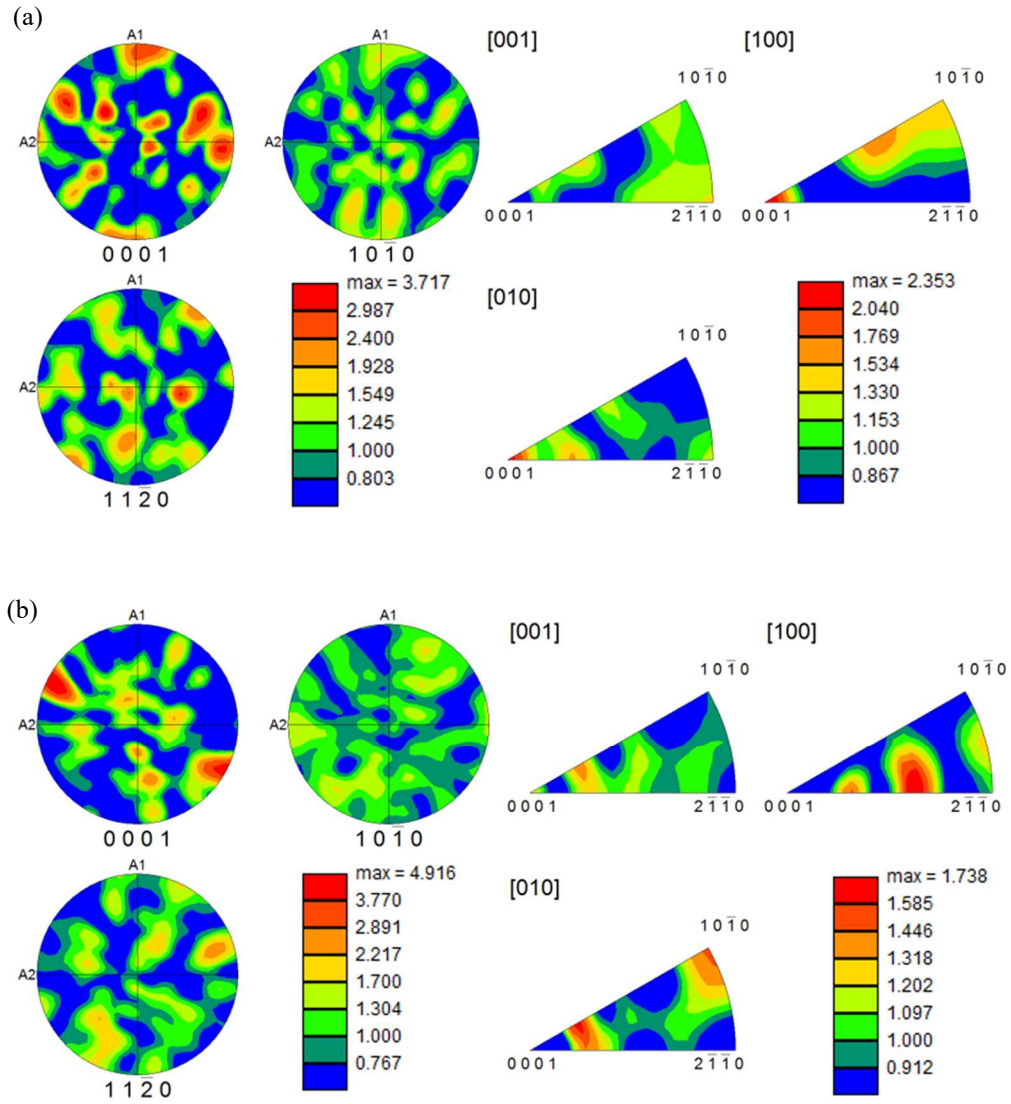 (a)
A1
A2
0 0 0 1
A1
A2
1 0 1̅ 0
[001]
1 0 1̅ 0
0 0 0 1
2 1̅ 1̅ 0
[100]
1 0 1̅ 0
0 0 0 1
2 1̅ 1̅ 0
A1
A2
1 1 2̅ 0
max = 3.717
2.987
2.400
1.928
1.549
1.245
1.000
0.803
[010]
1 0 1̅ 0
0 0 0 1
2 1̅ 1̅ 0
max = 2.353
2.040
1.769
1.534
1.330
1.153
1.000
0.867
(b)
A1
A2
0 0 0 1
A1
A2
1 0 1̅ 0
[001]
1 0 1̅ 0
0 0 0 1
2 1̅ 1̅ 0
[100]
1 0 1̅ 0
0 0 0 1
2 1̅ 1̅ 0
A1
A2
1 1 2̅ 0
max = 4.916
3.770
2.891
2.217
1.700
1.304
1.000
0.767
[010]
1 0 1̅ 0
0 0 0 1
2 1̅ 1̅ 0
max = 1.738
1.585
1.446
1.318
1.202
1.097
1.000
0.912